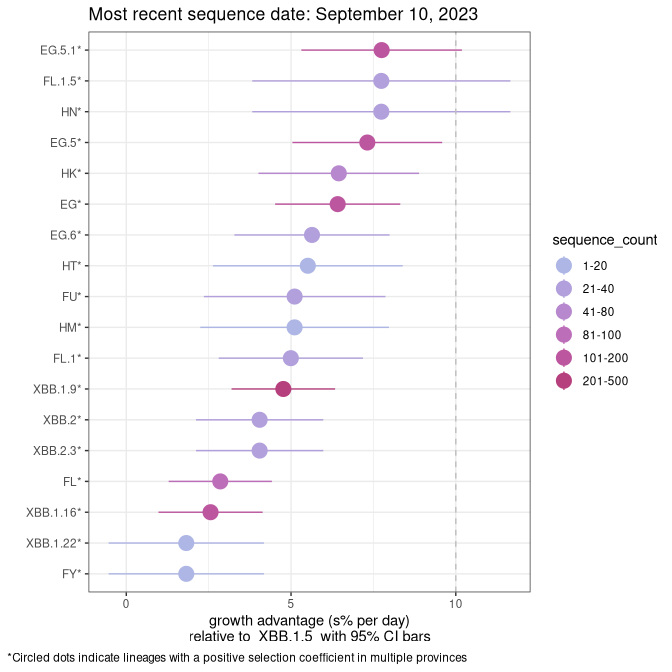 Most recent sequence date: September 10, 2023
EG.5.1*
FL.1.5*
HN*
EG.5*
HK*
EG*
EG.6*
HT*
FU*
HM*
FL.1*
XBB.1.9*
XBB.2*
XBB.2.3*
FL*
XBB.1.16*
XBB.1.22*
FY*
0 5 10
growth advantage (s% per day)
relative to XBB.1.5 with 95% CI bars
sequence_count
1-20
21-40
41-80
81-100
101-200
201-500
*Circled dots indicate lineages with a positive selection coefficient in multiple provinces